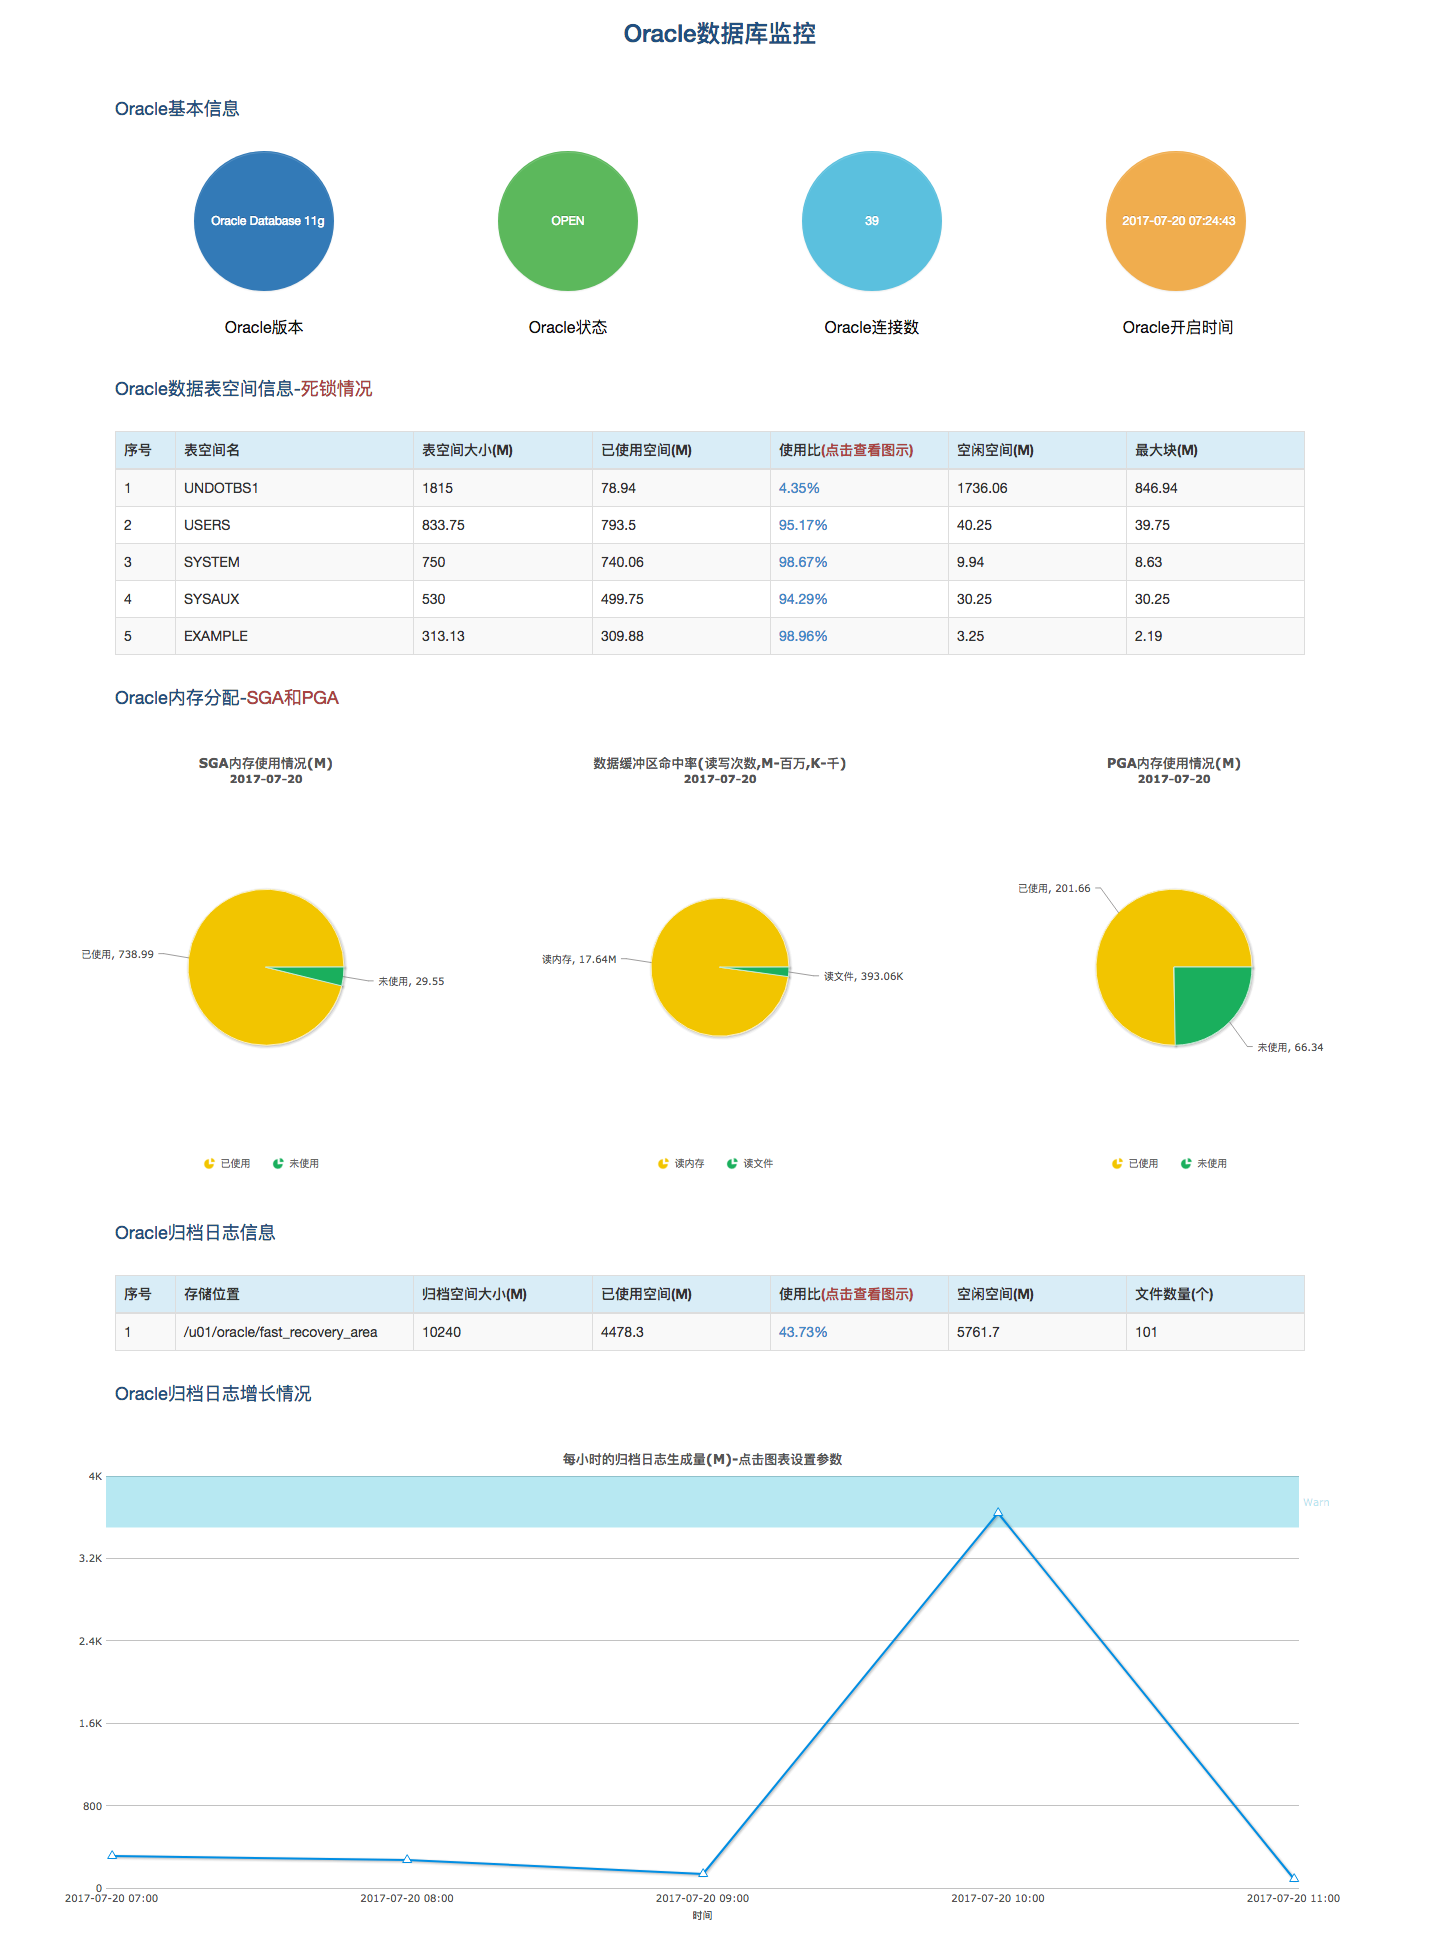 Oracle数据库监控
Oracle基本信息
Oracle Database 11g
OPEN
39
2017-07-20 07:24:43
Oracle版本
Oracle状态
Oracle连接数
Oracle开启时间
Oracle数据表空间信息-死锁情况
序号 表空间名 表空间大小(M) 已使用空间(M) 使用比(点击查看图示) 空闲空间(M) 最大块(M)
1 UNDOTBS1 1815 78.94 4.35% 1736.06 846.94
2 USERS 833.75 793.5 95.17% 40.25 39.75
3 SYSTEM 750 740.06 98.67% 9.94 8.63
4 SYSAUX 530 499.75 94.29% 30.25 30.25
5 EXAMPLE 313.13 309.88 98.96% 3.25 2.19
Oracle内存分配-SGA和PGA
SGA内存使用情况(M)
2017-07-20
已使用, 738.99
未使用, 29.55
已使用 未使用
数据缓冲区命中率(读写次数,M-百万,K-千)
2017-07-20
读内存, 17.64M
读文件, 393.06K
读内存 读文件
PGA内存使用情况(M)
2017-07-20
已使用, 201.66
未使用, 66.34
已使用 未使用
Oracle归档日志信息
序号 存储位置 归档空间大小(M) 已使用空间(M) 使用比(点击查看图示) 空闲空间(M) 文件数量(个)
1 /u01/oracle/fast_recovery_area 10240 4478.3 43.73% 5761.7 101
Oracle归档日志增长情况
每小时的归档日志生成量(M)-点击图表设置参数
4K
Warn
3.2K
2.4K
1.6K
800
0
2017-07-20 07:00 2017-07-20 08:00 2017-07-20 09:00 2017-07-20 10:00 2017-07-20 11:00
时间